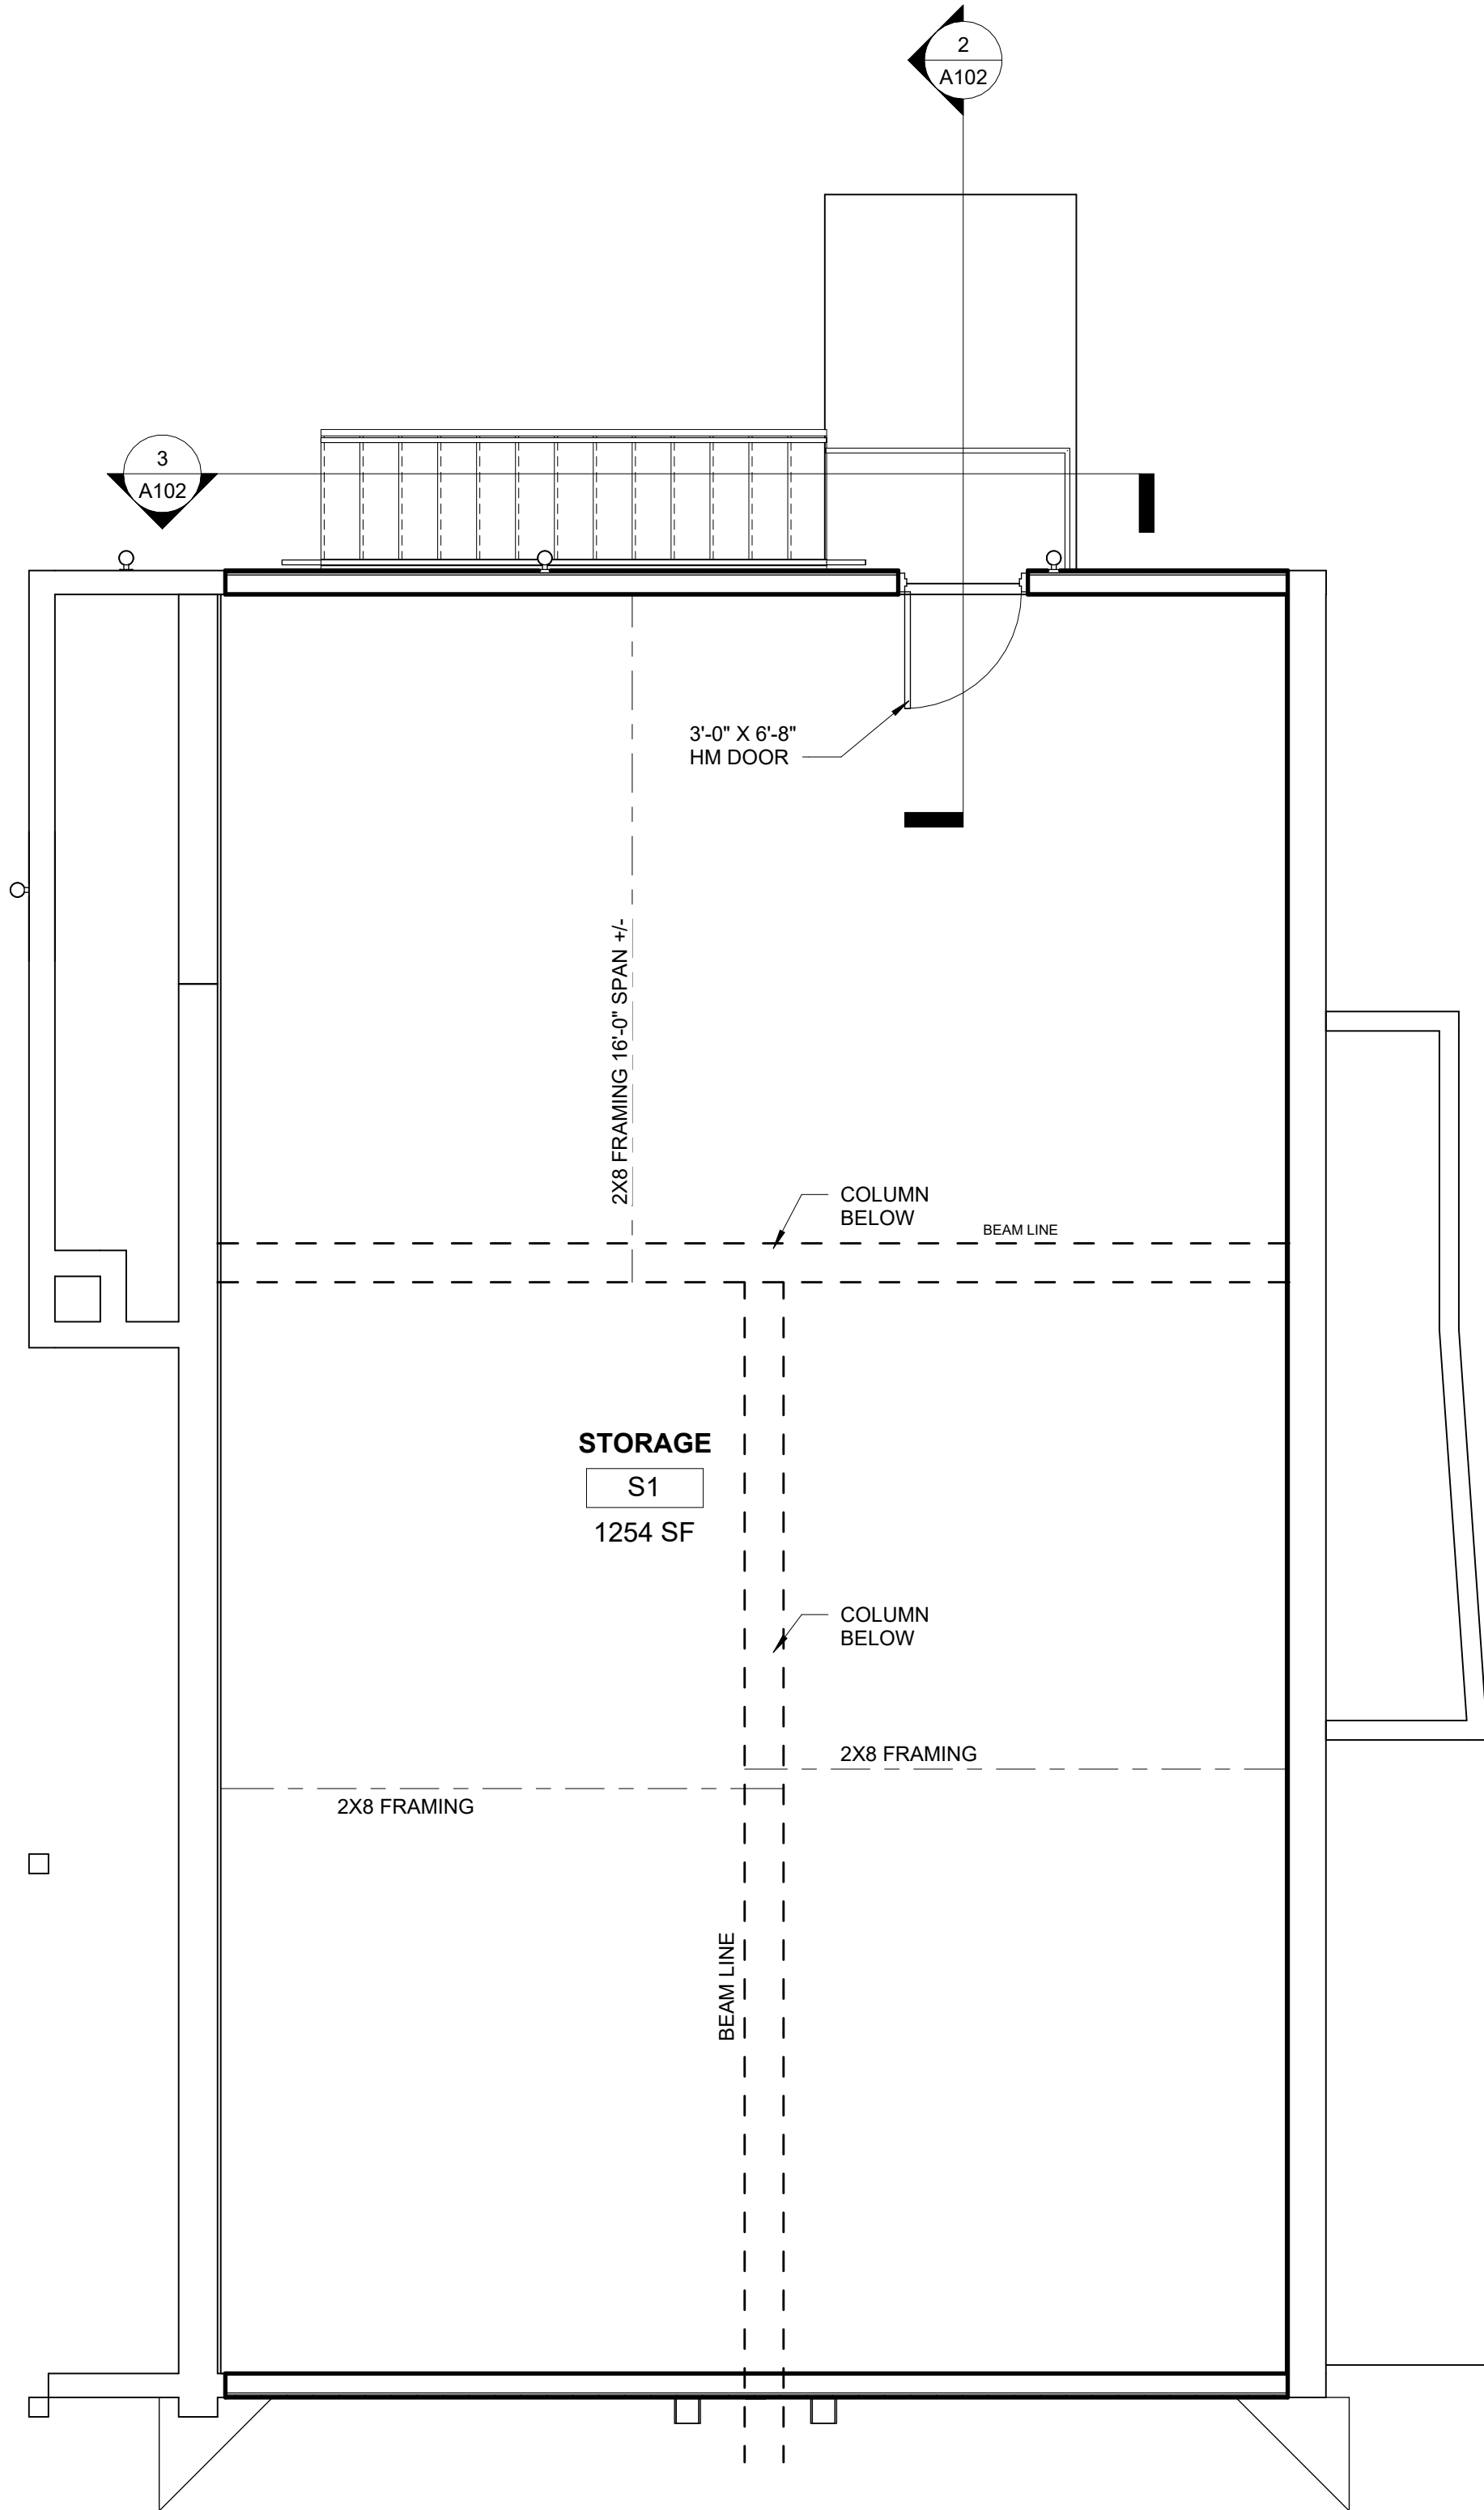 2
A102
3
A102
3'-0" X 6'-8"
HM DOOR
2X8 FRAMING 16'-0" SPAN +/-
COLUMN
BELOW
BEAM LINE
STORAGE
S1
1254 SF
COLUMN
BELOW
2X8 FRAMING
2X8 FRAMING
BEAM LINE